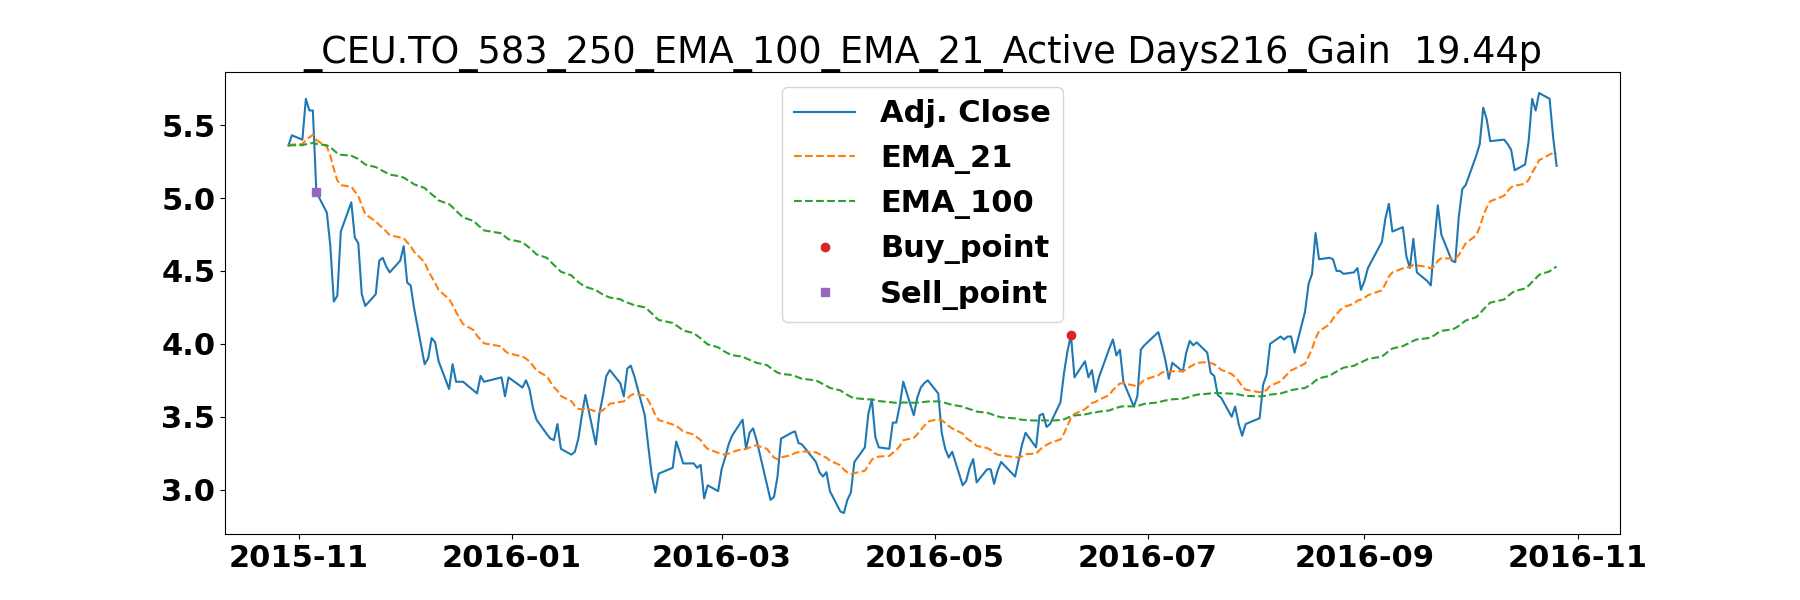 _CEU.TO_583_250_EMA_100_EMA_21_Active Days216_Gain  19.44p
Adj. Close
EMA_21
EMA_100
Buy_point
Sell_point
5.5
5.0
4.5
4.0
3.5
3.0
2015-11 2016-01 2016-03 2016-05 2016-07 2016-09 2016-11